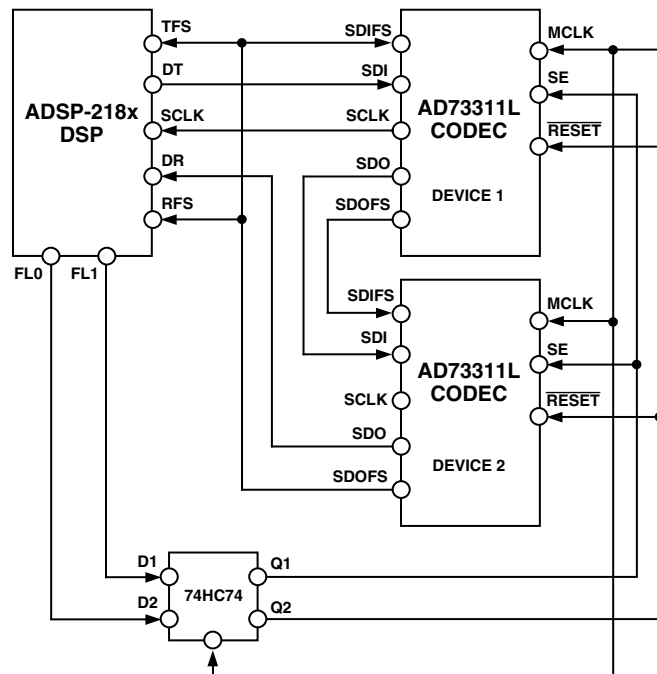 TFS
DT
SCLK
DR
RFS
ADSP-218x
DSP
FL0
FL1
SDIFS
SDI
SCLK
SDO
SDOFS
AD73311L
CODEC
DEVICE 1
MCLK
SE
RESET
SDIFS
SDI
SCLK
SDO
SDOFS
AD73311L
CODEC
DEVICE 2
MCLK
SE
RESET
D1
D2
74HC74
Q1
Q2